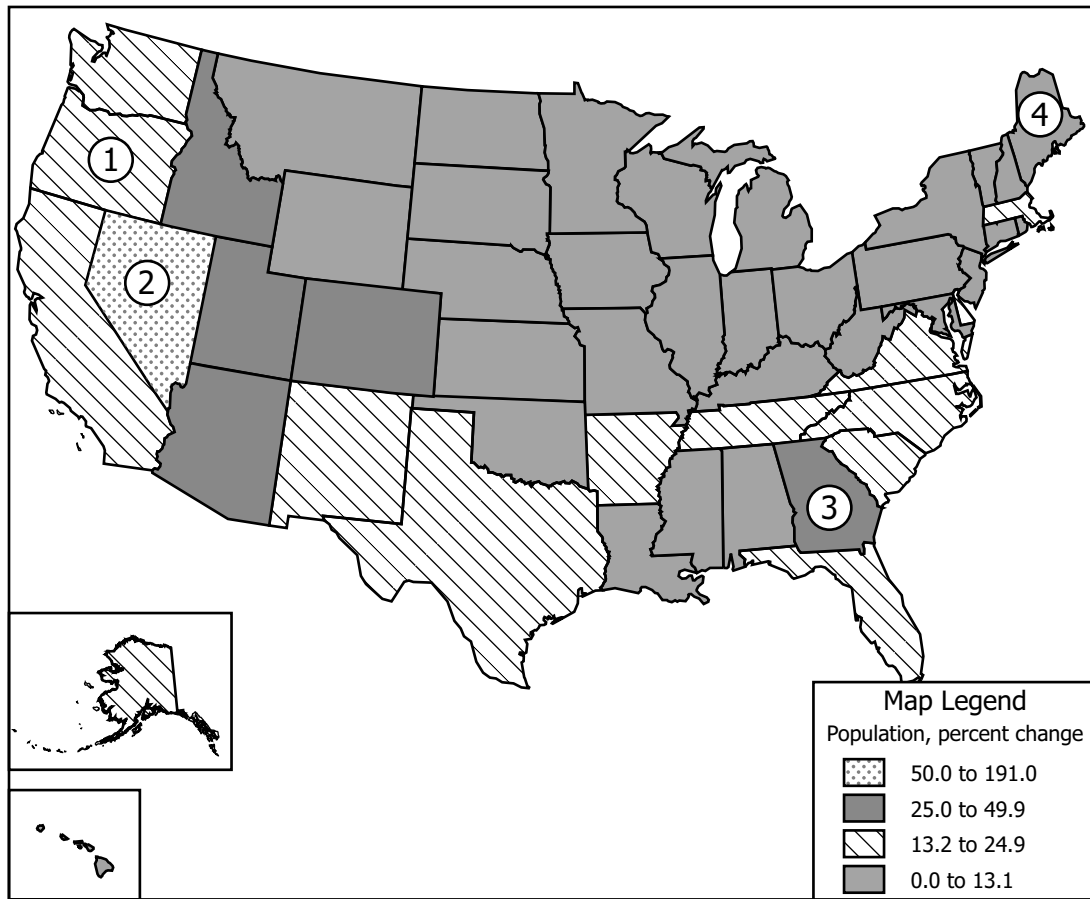 4
1
2
3
Map Legend
Population, percent change
50.0 to 191.0
25.0 to 49.9
13.2 to 24.9
0.0 to 13.1